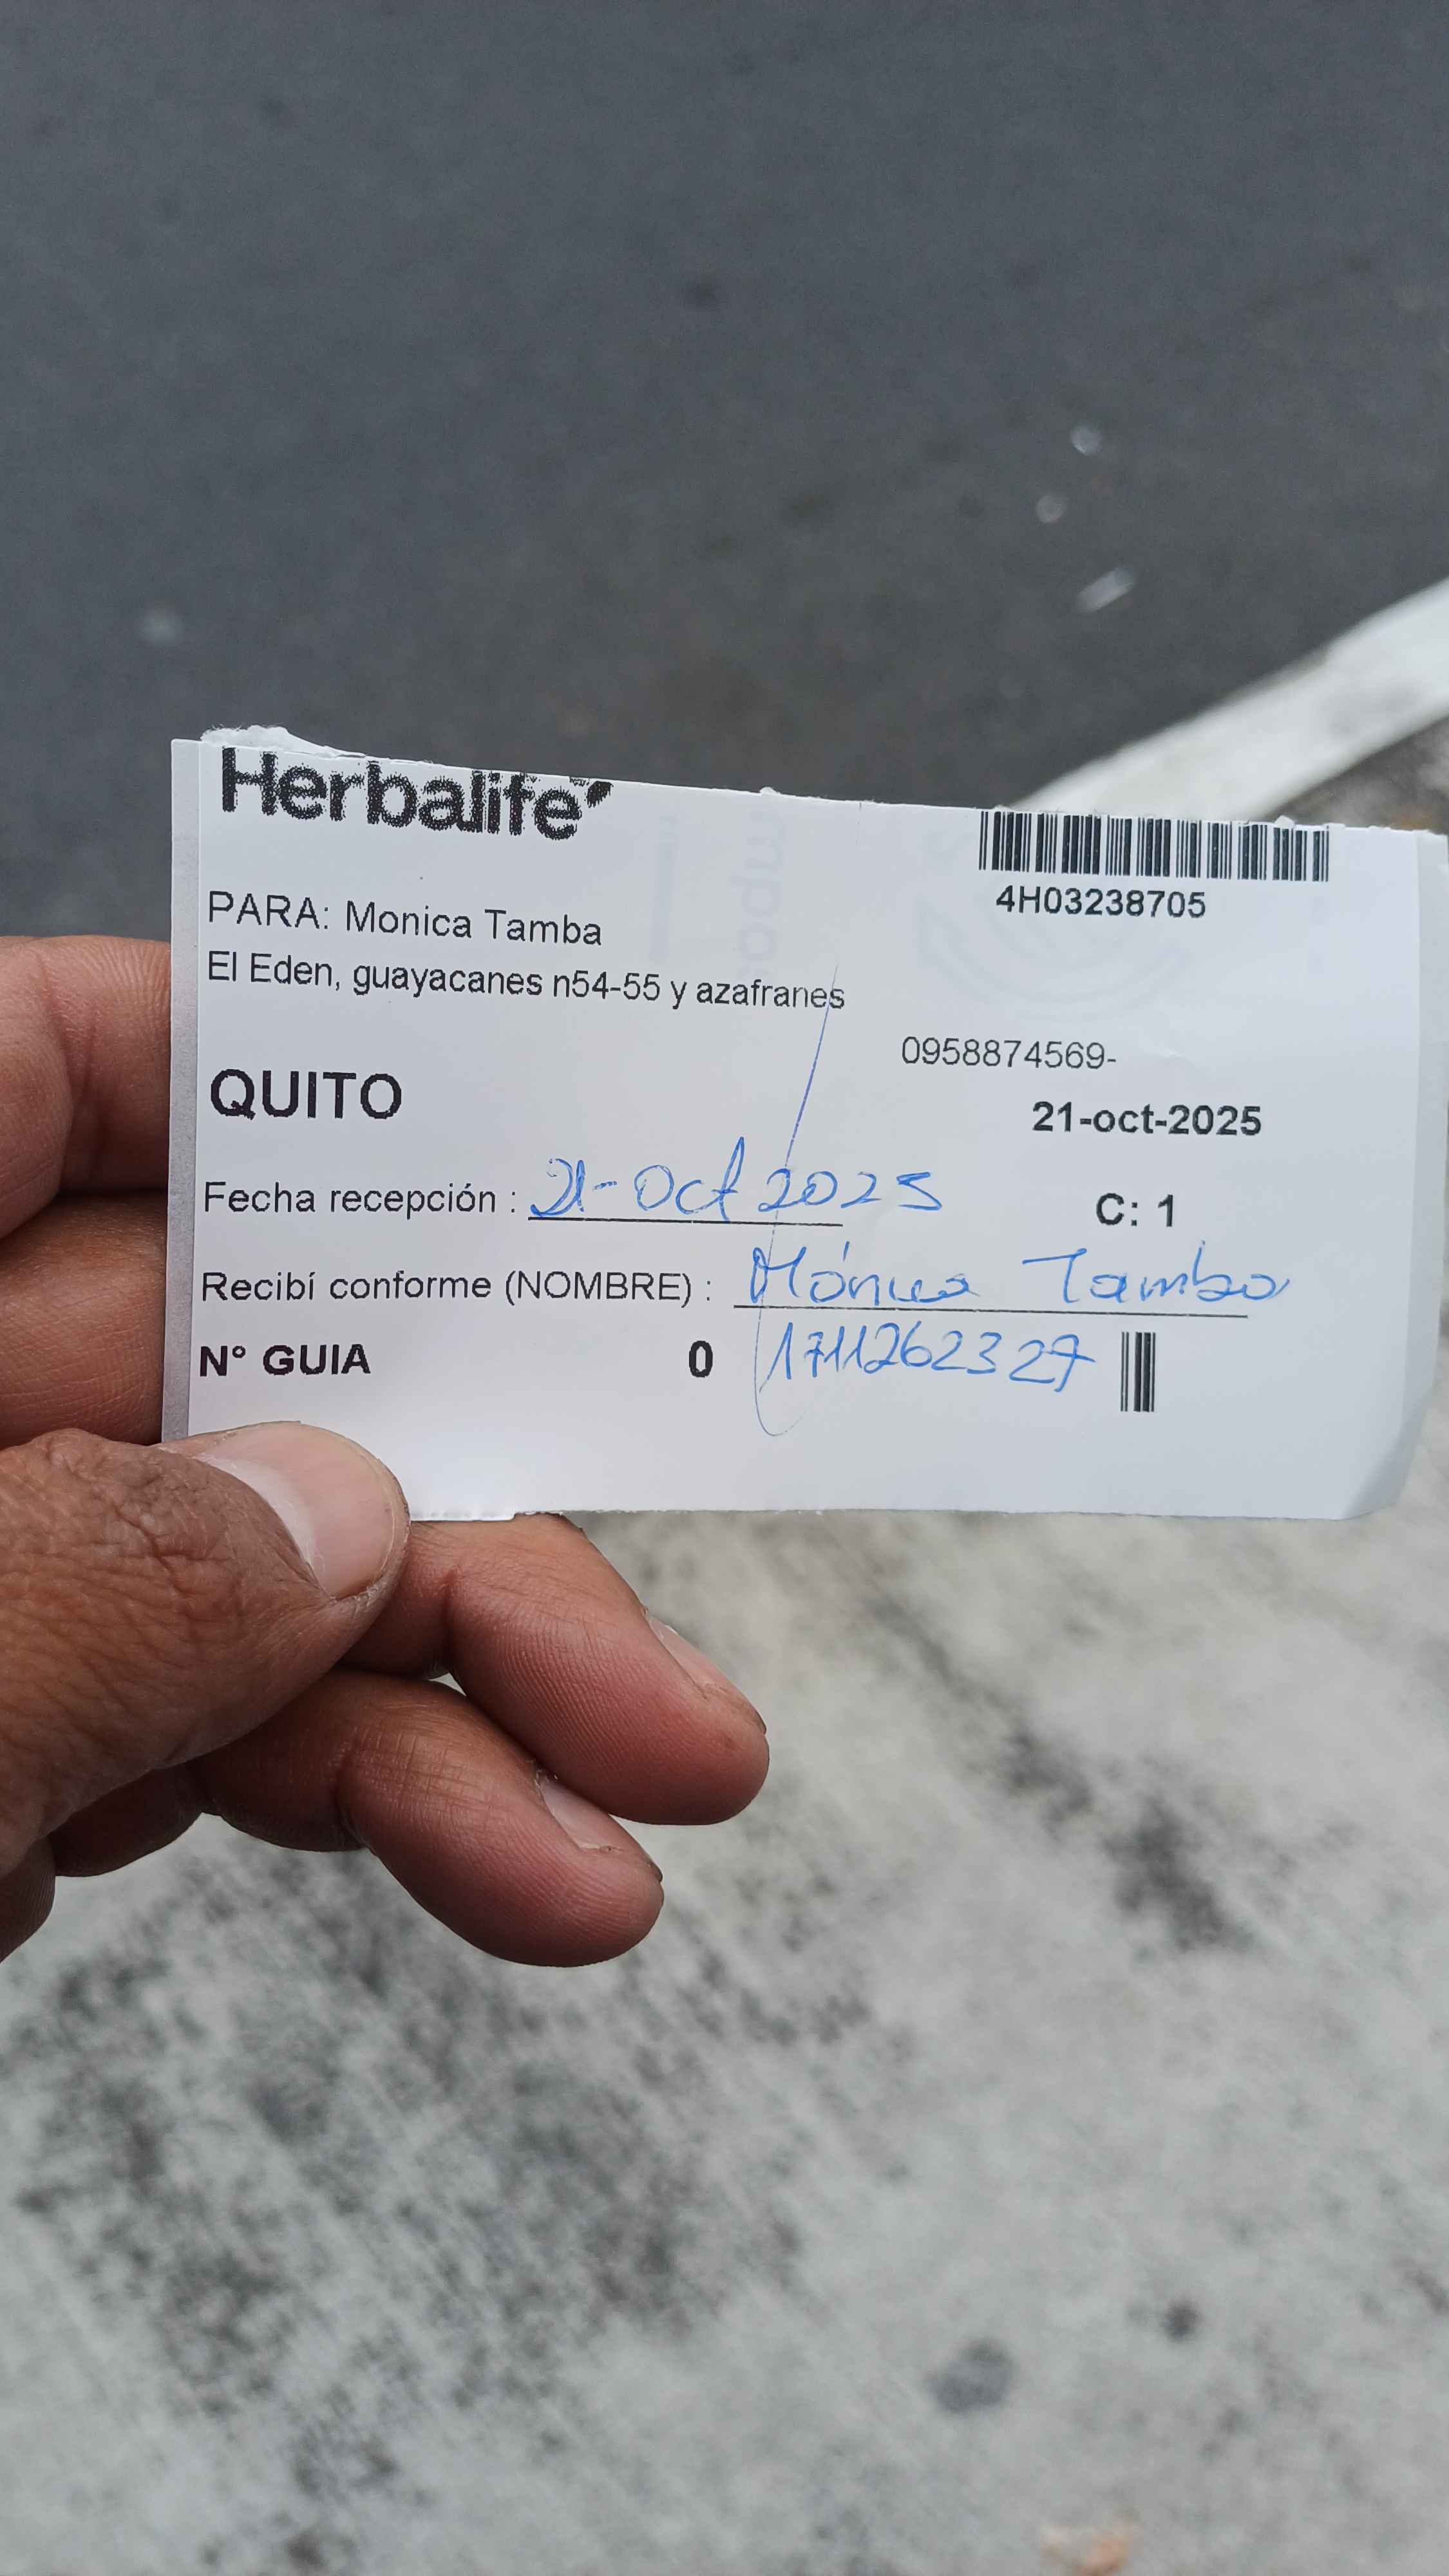 Herbalife
4H03238705
PARA: Monica Tamba
El Eden, guayacanes n54-55 y azafranes
0958874569-
QUITO
21-oct-2025
Fecha recepción : 21-Oct 2025
C: 1
Recibí conforme (NOMBRE) : Mónica Tamba
N° GUIA 0 1711262327